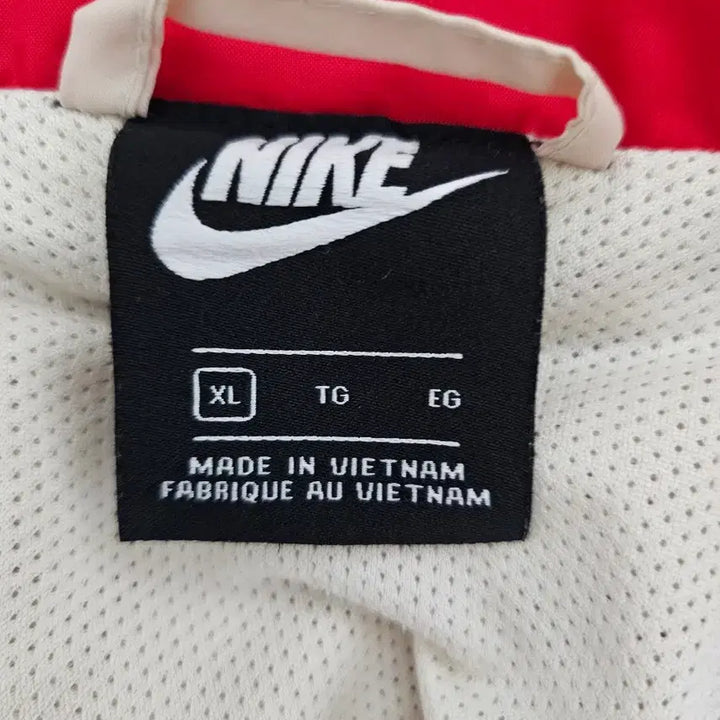 NIKE
XL TG EG
MADE IN VIETNAM
FABRIQUE AU VIETNAM